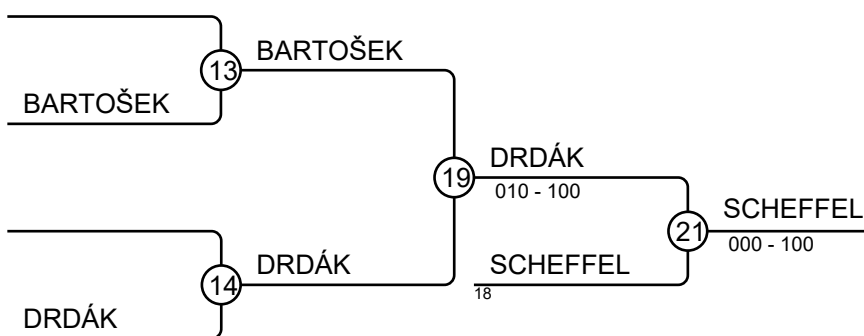 BARTOŠEK
13
BARTOŠEK
DRDÁK
19
010 - 100
SCHEFFEL
21
000 - 100
DRDÁK
14
SCHEFFEL
18
DRDÁK